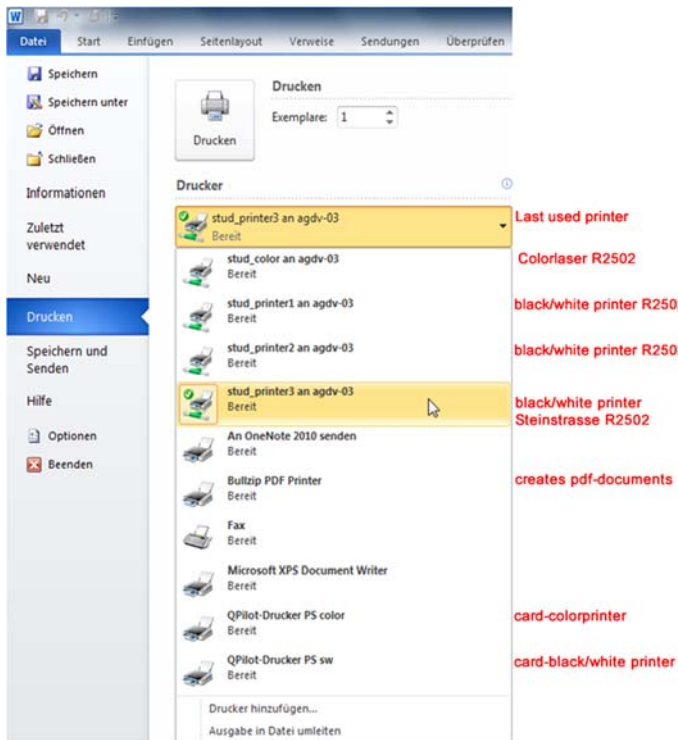 W
Datei Start Einfügen Seitenlayout Verweise Sendungen Überprüfen
Speichern
Speichern unter
Öffnen
Schließen
Informationen
Zuletzt
verwendet
Neu
Drucken
Speichern und
Senden
Hilfe
Optionen
Beenden
Drucken
Drucken
Exemplare: 1
Drucker
stud_printer3 an agdv-03
Bereit
Last used printer
stud_color an agdv-03
Bereit
Colorlaser R2502
stud_printer1 an agdv-03
Bereit
black/white printer R250
stud_printer2 an agdv-03
Bereit
black/white printer R250
stud_printer3 an agdv-03
Bereit
black/white printer
Steinstrasse R2502
An OneNote 2010 senden
Bereit
Bullzip PDF Printer
Bereit
creates pdf-documents
Fax
Bereit
Microsoft XPS Document Writer
Bereit
QPilot-Drucker PS color
Bereit
card-colorprinter
QPilot-Drucker PS sw
Bereit
card-black/white printer
Drucker hinzufügen...
Ausgabe in Datei umleiten